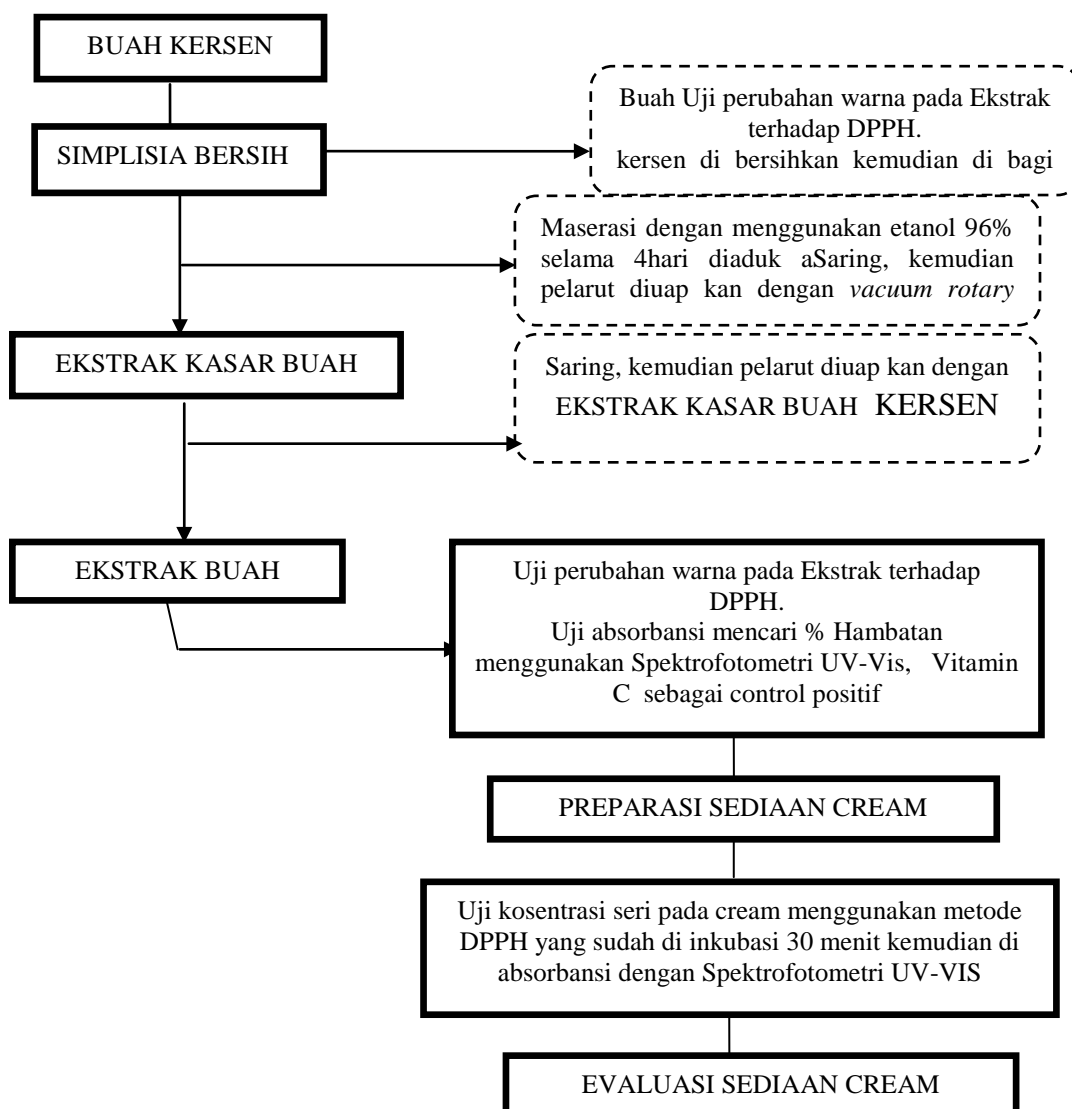 BUAH KERSEN
Buah Uji perubahan warna pada Ekstrak
terhadap DPPH.
kersen di bersihkan kemudian di bagi
SIMPLISIA BERSIH
Maserasi dengan menggunakan etanol 96%
selama 4hari diaduk aSaring, kemudian
pelarut diuap kan dengan vacuum rotary
EKSTRAK KASAR BUAH
Saring, kemudian pelarut diuap kan dengan
EKSTRAK KASAR BUAH KERSEN
EKSTRAK BUAH
Uji perubahan warna pada Ekstrak terhadap
DPPH.
Uji absorbansi mencari % Hambatan
menggunakan Spektrofotometri UV-Vis, Vitamin
C sebagai control positif
PREPARASI SEDIAAN CREAM
Uji kosentrasi seri pada cream menggunakan metode
DPPH yang sudah di inkubasi 30 menit kemudian di
absorbansi dengan Spektrofotometri UV-VIS
EVALUASI SEDIAAN CREAM